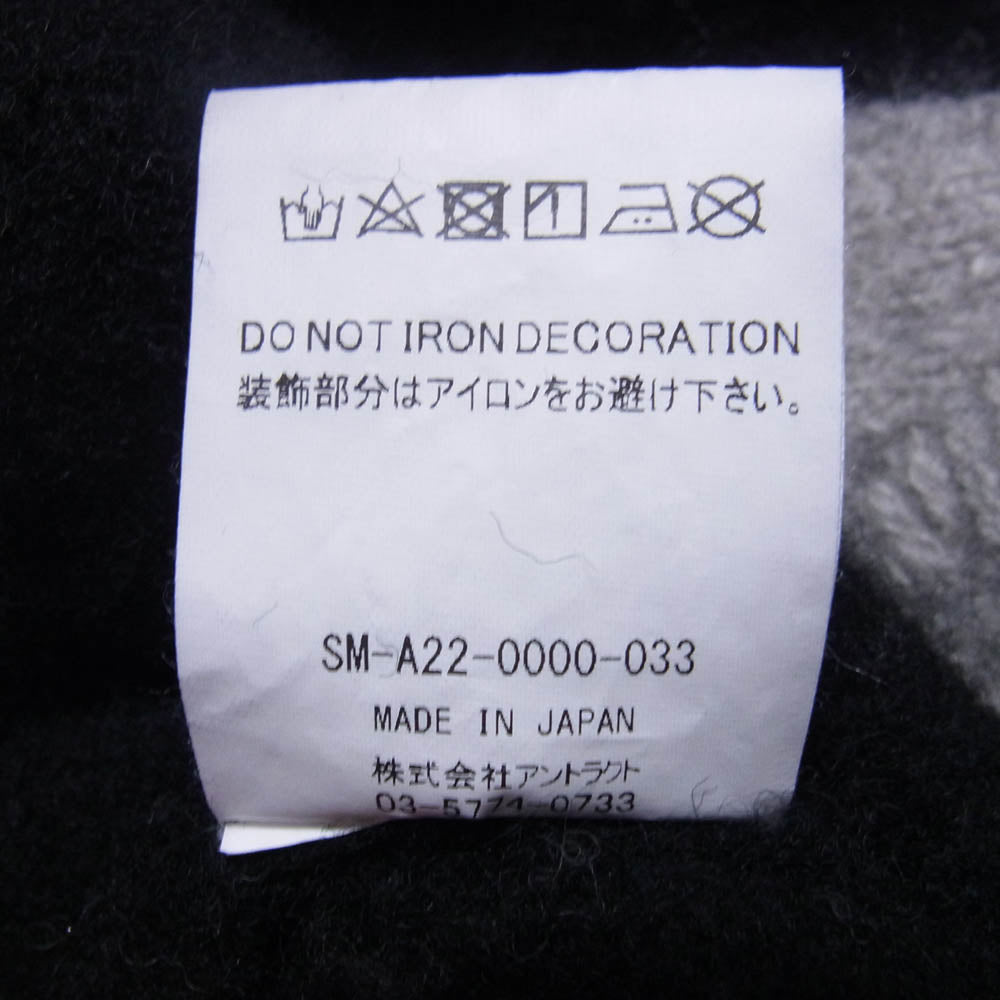 DO NOT IRON DECORATION
装飾部分はアイロンをお避け下さい。
SM-A22-0000-033
MADE IN JAPAN
株式会社アントラクト
03-5774-0733